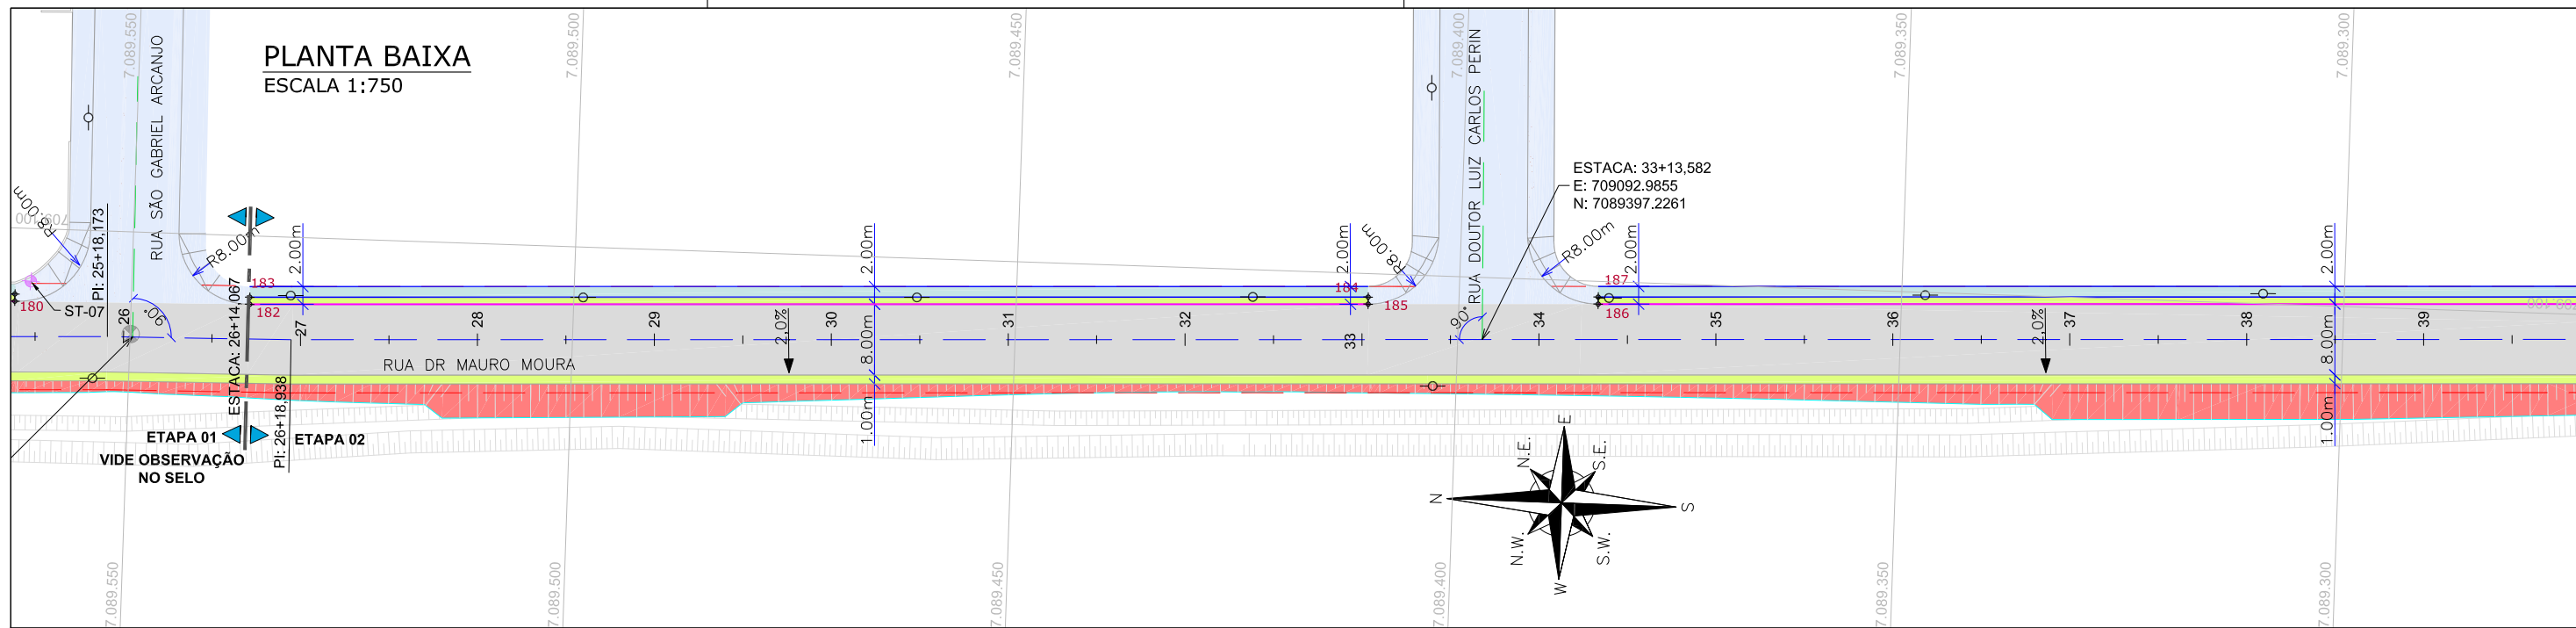 PLANTA BAIXA
ESCALA 1:750
7.089.550
7.089.500
7.089.450
7.089.400
7.089.350
7.089.300
RUA SÃO GABRIEL ARCANJO
RUA DOUTOR LUIZ CARLOS PERIN
ESTACA: 33+13,582
E: 709092.9855
N: 7089397.2261
R8.00m
709.100
PI: 25+18,173
R8.00m
2.00m
2.00m
2.00m
R8.00m
R8.00m
2.00m
2.00m
180
ST-07
183
182
184
185
187
186
709.100
26
90°
ESTACA: 26+14,067
27
28
29
2,0%
30
8.00m
31
32
33
90°
34
35
36
2,0%
37
8.00m
38
39
RUA DR MAURO MOURA
PI: 26+18,938
1.00m
1.00m
ETAPA 01
ETAPA 02
VIDE OBSERVAÇÃO
NO SELO
E
N.E.
S.E.
N
S
N.W.
S.W.
W
7.089.550
7.089.500
7.089.450
7.089.400
7.089.350
7.089.300